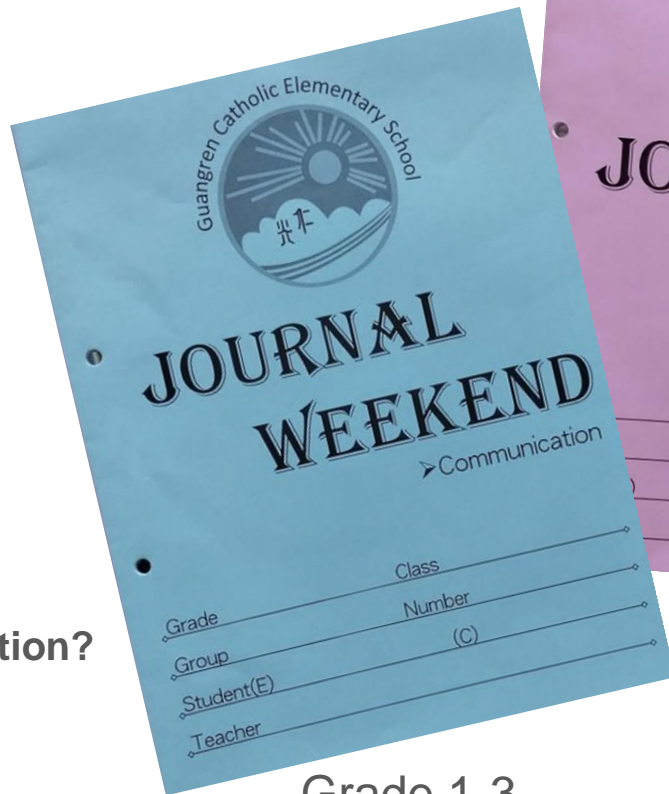 Guangren Catholic Elementary School
光仁
JOURNAL
WEEKEND
➢Communication
Grade Class
Group Number
Student(E) (C)
Teacher
JO
)
tion?
Grade 1-3